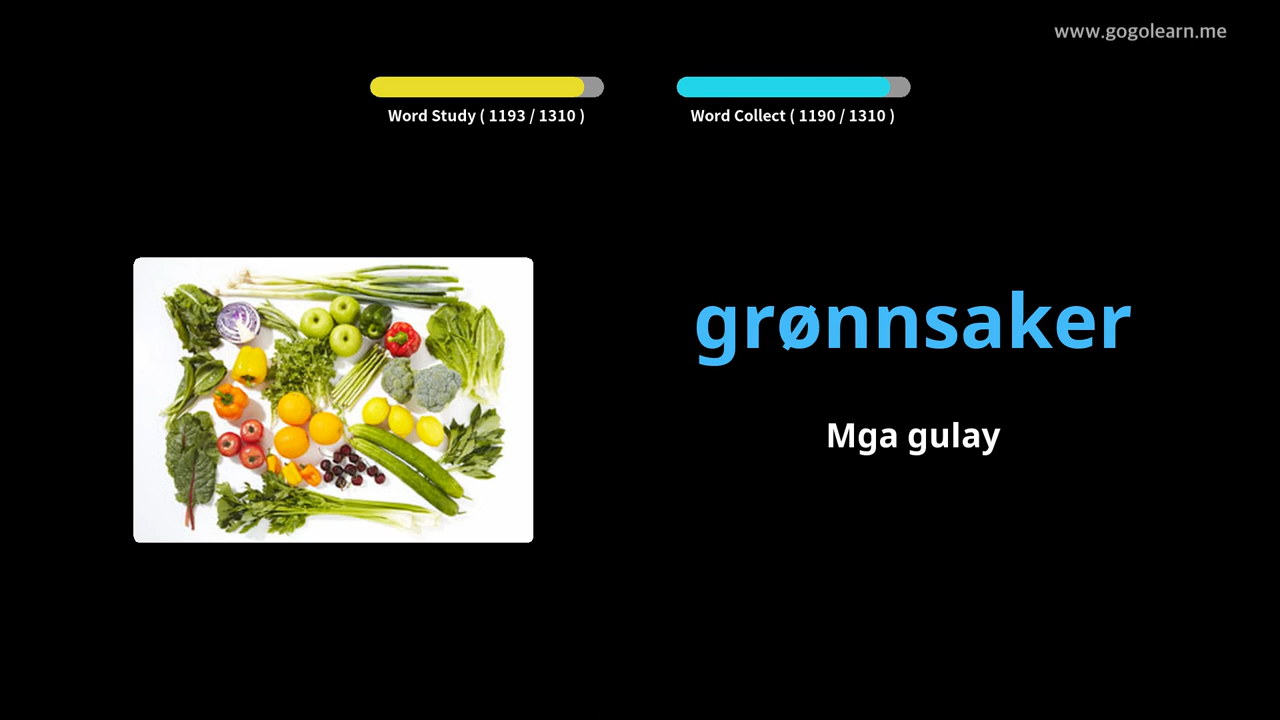 www.gogolearn.me
Word Study ( 1193 / 1310 )
Word Collect ( 1190 / 1310 )
grønnsaker
Mga gulay